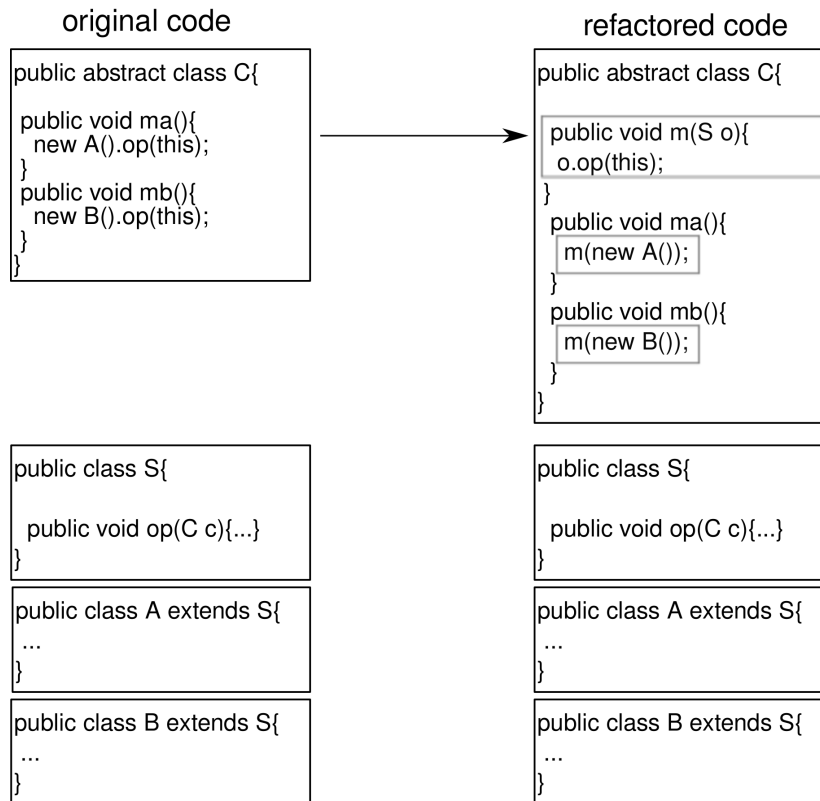 original code
public abstract class C{
public void ma(){
new A().op(this);
}
public void mb(){
new B().op(this);
}
}
public class S{
public void op(C c){...}
}
public class A extends S{
...
}
public class B extends S{
...
}
refactored code
public abstract class C{
public void m(S o){
o.op(this);
}
public void ma(){
m(new A());
}
public void mb(){
m(new B());
}
}
public class S{
public void op(C c){...}
}
public class A extends S{
...
}
public class B extends S{
...
}